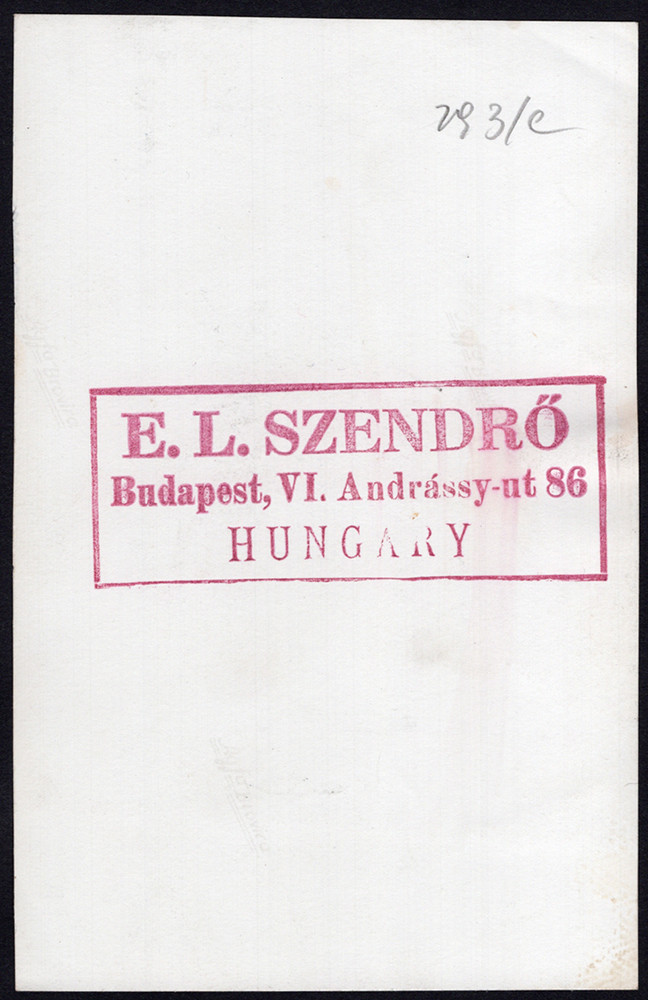 293/c
E. L. SZENDRŐ
Budapest, VI. Andrássy-ut 86
HUNGARY